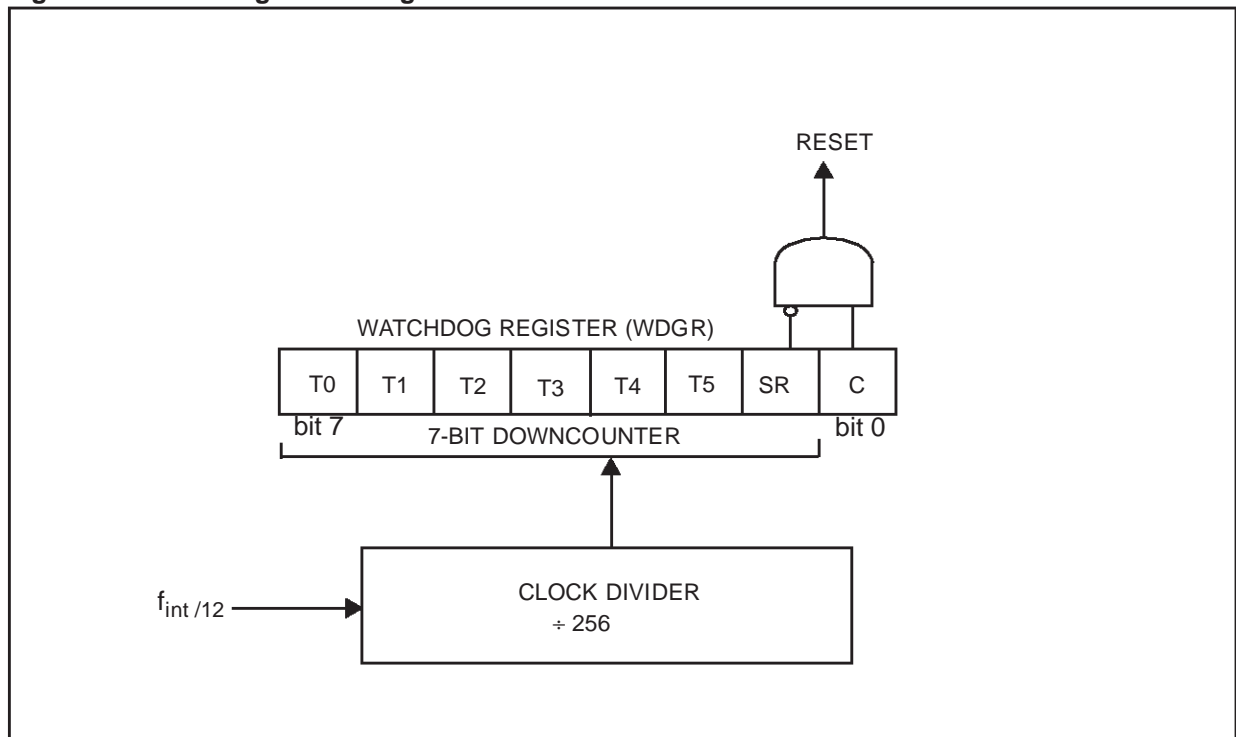 RESET
WATCHDOG REGISTER (WDGR)
T0 T1 T2 T3 T4 T5 SR C
bit 7 7-BIT DOWNCOUNTER bit 0
CLOCK DIVIDER
fint /12
÷ 256